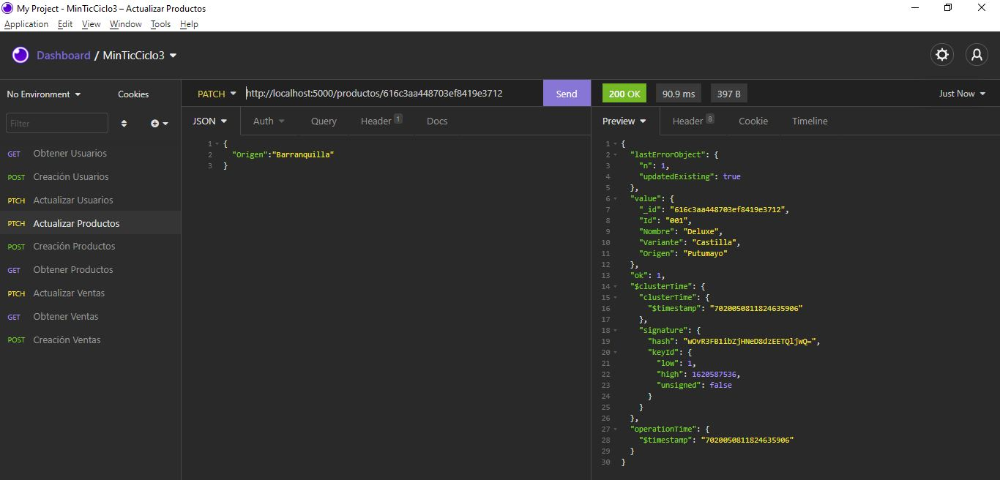 My Project - MinTicCiclo3 – Actualizar Productos
Application Edit View Window Tools Help
Dashboard / MinTicCiclo3
No Environment
Cookies
Filter
GET Obtener Usuarios
POST Creación Usuarios
PTCH Actualizar Usuarios
PTCH Actualizar Productos
POST Creación Productos
GET Obtener Productos
PTCH Actualizar Ventas
GET Obtener Ventas
POST Creación Ventas
PATCH http://localhost:5000/productos/616c3aa448703ef8419e3712 Send
JSON Auth Query Header 1 Docs
1 {
2 "Origen":"Barranquilla"
3 }
200 OK 90.9 ms 397 B Just Now
Preview Header 8 Cookie Timeline
1 {
2 "lastErrorObject": {
3 "n": 1,
4 "updatedExisting": true
5 },
6 "value": {
7 "_id": "616c3aa448703ef8419e3712",
8 "Id": "001",
9 "Nombre": "Deluxe",
10 "Variante": "Castilla",
11 "Origen": "Putumayo"
12 },
13 "ok": 1,
14 "$clusterTime": {
15 "clusterTime": {
16 "$timestamp": "7020050811824635906"
17 },
18 "signature": {
19 "hash": "wOvR3FB1ibZjHNeD8dzEETQljwQ=",
20 "keyId": {
21 "low": 1,
22 "high": 1620587536,
23 "unsigned": false
24 }
25 }
26 },
27 "operationTime": {
28 "$timestamp": "7020050811824635906"
29 }
30 }